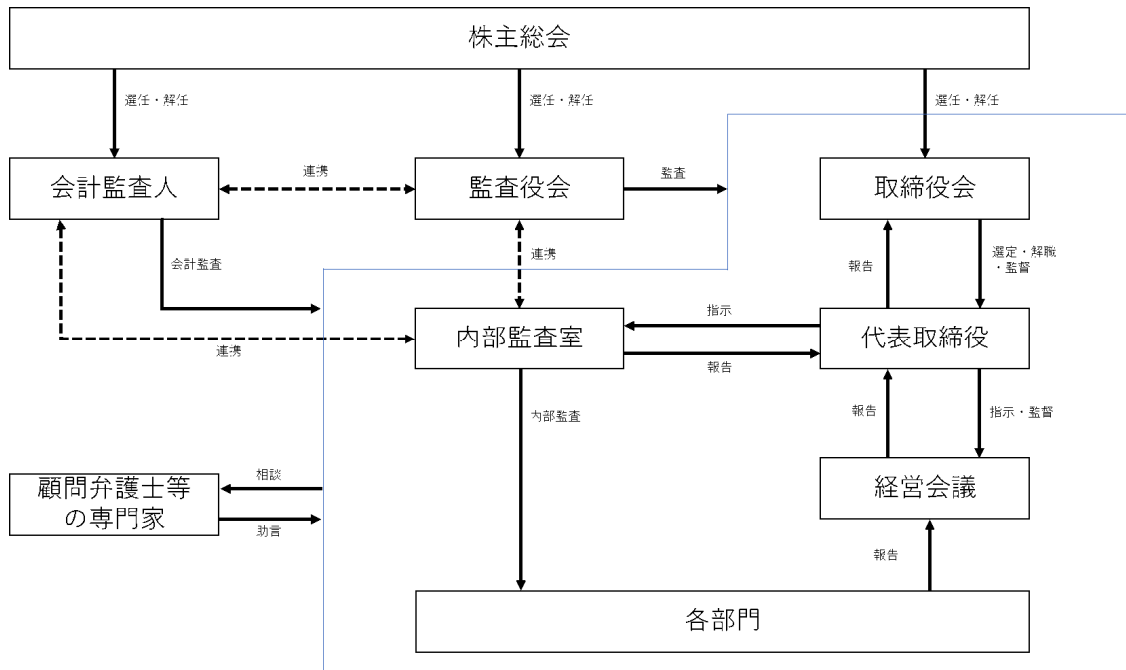 株主総会
選任・解任
選任・解任
選任・解任
会計監査人
連携
監査役会
監査
取締役会
会計監査
連携
報告
選定・解職
・監督
連携
内部監査室
指示
報告
代表取締役
内部監査
報告
指示・監督
顧問弁護士等
の専門家
相談
助言
経営会議
報告
各部門